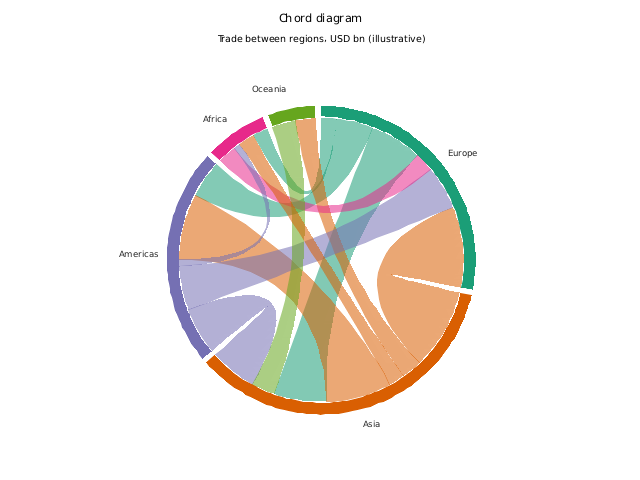 Chord diagram
Trade between regions, USD bn (illustrative)
Oceania
Africa
Europe
Americas
Asia